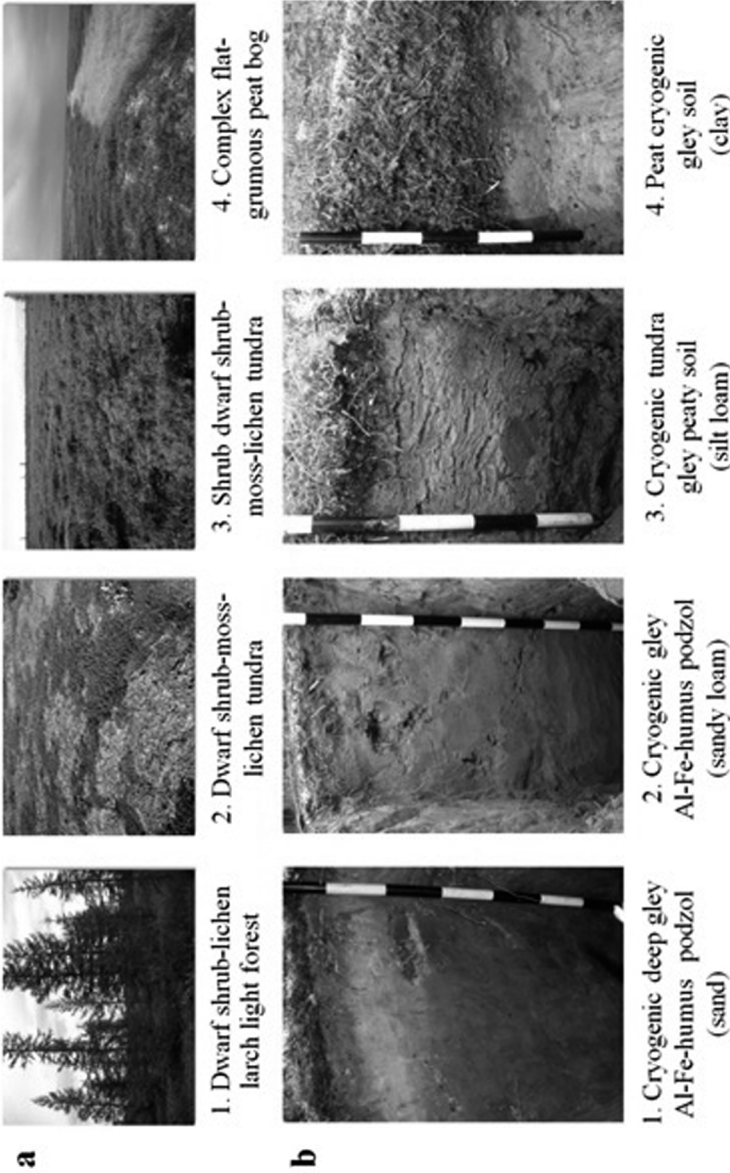 a
1. Dwarf shrub-lichen
larch light forest
2. Dwarf shrub-moss-
lichen tundra
3. Shrub dwarf shrub-
moss-lichen tundra
4. Complex flat-
grumous peat bog
b
1. Cryogenic deep gley
Al-Fe-humus podzol
(sand)
2. Cryogenic gley
Al-Fe-humus podzol
(sandy loam)
3. Cryogenic tundra
gley peaty soil
(silt loam)
4. Peat cryogenic
gley soil
(clay)